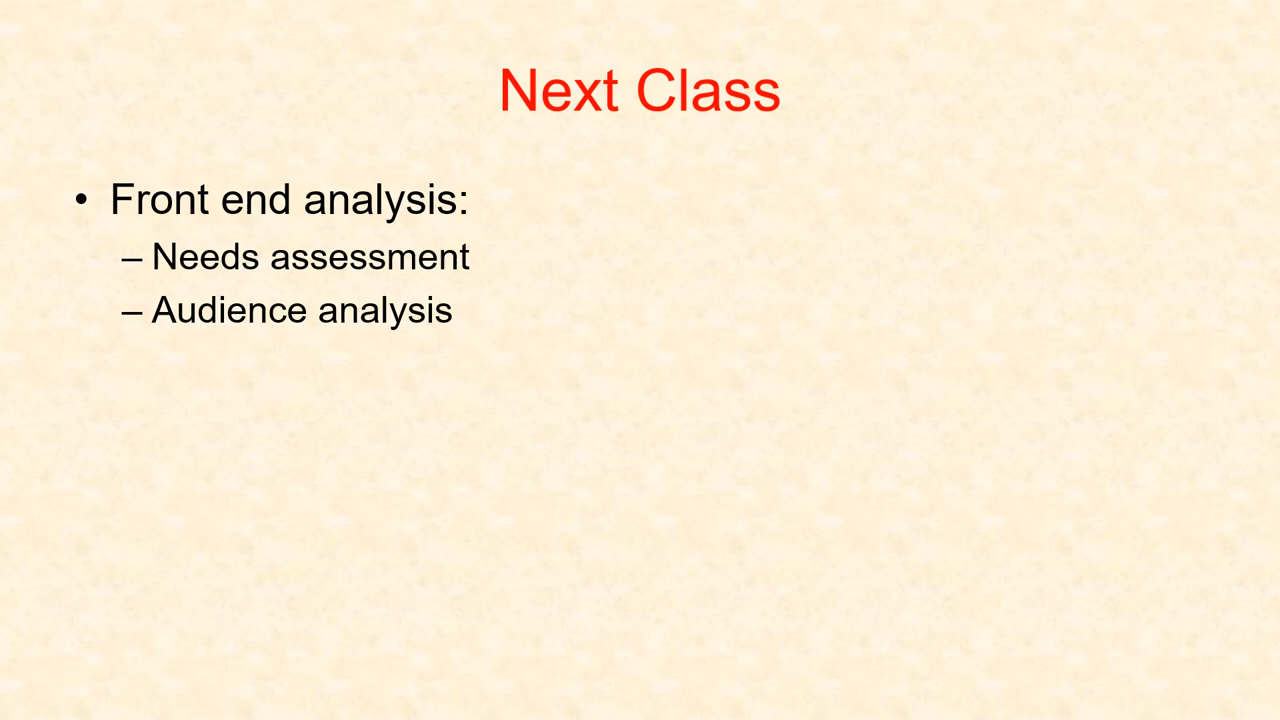 Next Class
• Front end analysis:
– Needs assessment
– Audience analysis